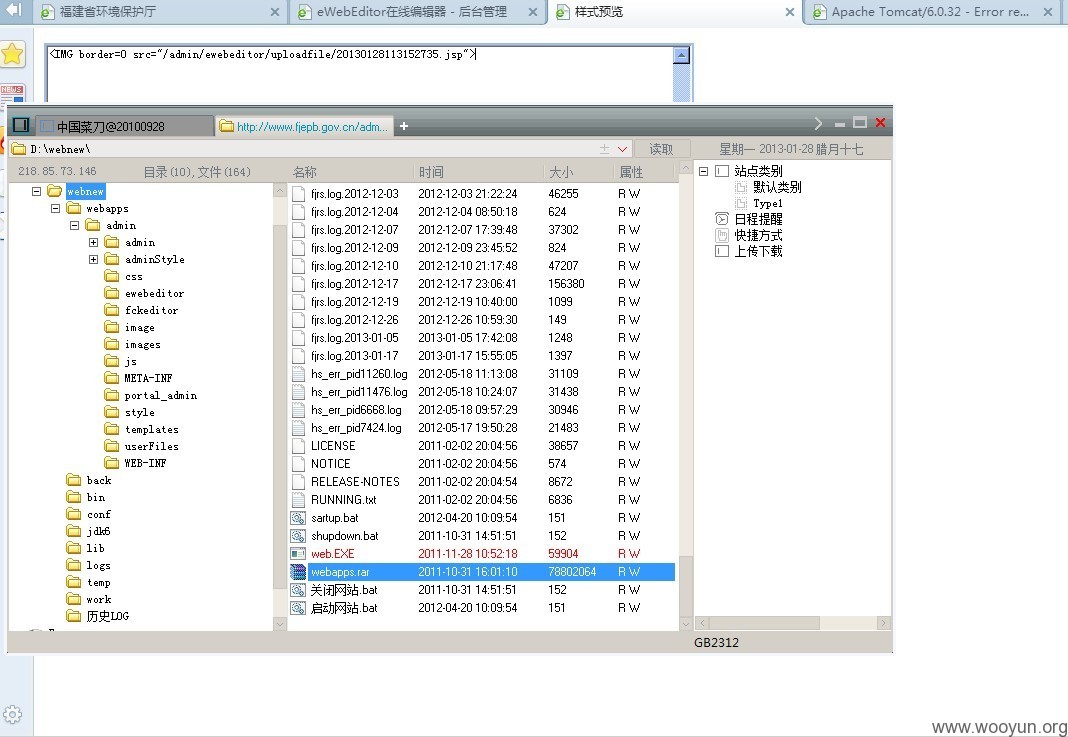 福建省环境保护厅
eWebEditor在线编辑器 - 后台管理
样式预览
Apache Tomcat/6.0.32 - Error re...
<IMG border=0 src="/admin/ewebeditor/uploadfile/20130128113152735.jsp">
NEWS
中国菜刀@20100928
http://www.fjepb.gov.cn/adm...
D:\webnew\
读取
星期一 2013-01-28 腊月十七
218.85.73.146
目录(10),文件(164)
名称 时间 大小 属性
webnew
webapps
admin
admin
adminStyle
css
ewebeditor
fckeditor
image
images
js
META-INF
portal_admin
style
templates
userFiles
WEB-INF
back
bin
conf
jdk6
lib
logs
temp
work
历史LOG
fjrs.log.2012-12-03 2012-12-03 21:22:24 46255 R W
fjrs.log.2012-12-04 2012-12-04 08:50:18 624 R W
fjrs.log.2012-12-07 2012-12-07 17:39:48 37302 R W
fjrs.log.2012-12-09 2012-12-09 23:45:52 824 R W
fjrs.log.2012-12-10 2012-12-10 21:17:48 47207 R W
fjrs.log.2012-12-17 2012-12-17 23:06:41 156380 R W
fjrs.log.2012-12-19 2012-12-19 10:40:00 1099 R W
fjrs.log.2012-12-26 2012-12-26 10:59:30 149 R W
fjrs.log.2013-01-05 2013-01-05 17:42:08 1248 R W
fjrs.log.2013-01-17 2013-01-17 15:55:05 1397 R W
hs_err_pid11260.log 2012-05-18 11:13:08 31109 R W
hs_err_pid11476.log 2012-05-18 10:24:07 31438 R W
hs_err_pid6668.log 2012-05-18 09:57:29 30946 R W
hs_err_pid7424.log 2012-05-17 19:50:28 21483 R W
LICENSE 2011-02-02 20:04:56 38657 R W
NOTICE 2011-02-02 20:04:56 574 R W
RELEASE-NOTES 2011-02-02 20:04:54 8672 R W
RUNNING.txt 2011-02-02 20:04:56 6836 R W
sartup.bat 2012-04-20 10:09:54 151 R W
shupdown.bat 2011-10-31 14:51:51 152 R W
web.EXE 2011-11-28 10:52:18 59904 R W
webapps.rar 2011-10-31 16:01:10 78802064 R W
关闭网站.bat 2011-10-31 14:51:51 152 R W
启动网站.bat 2012-04-20 10:09:54 151 R W
站点类别
默认类别
Type1
日程提醒
快捷方式
上传下载
GB2312
www.wooyun.org